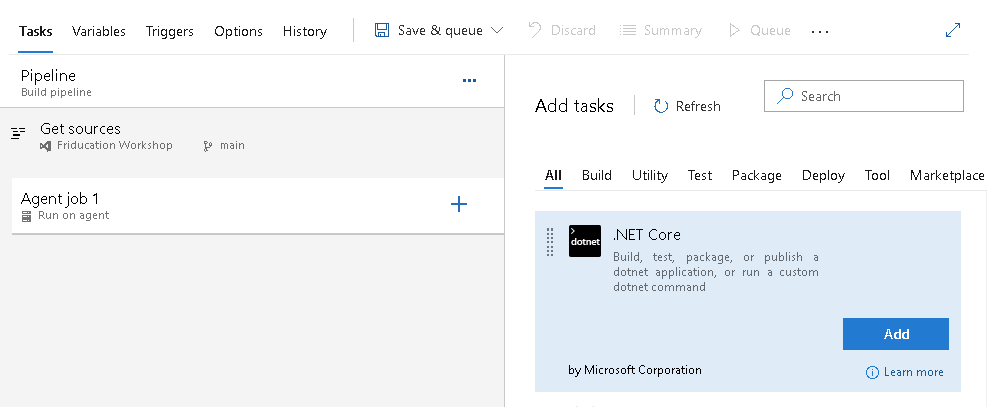 Tasks Variables Triggers Options History Save & queue Discard Summary Queue ...
Pipeline
Build pipeline
Get sources
Friducation Workshop main
Agent job 1
Run on agent
Add tasks Refresh Search
All Build Utility Test Package Deploy Tool Marketplace
dotnet
.NET Core
Build, test, package, or publish a
dotnet application, or run a custom
dotnet command
Add
by Microsoft Corporation Learn more